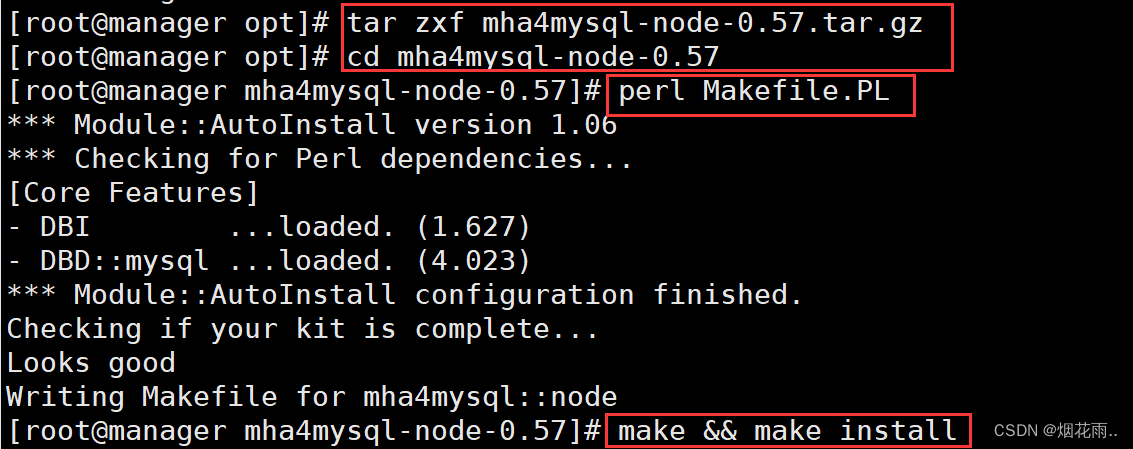 [root@manager opt]# tar zxf mha4mysql-node-0.57.tar.gz
[root@manager opt]# cd mha4mysql-node-0.57
[root@manager mha4mysql-node-0.57]# perl Makefile.PL
*** Module::AutoInstall version 1.06
*** Checking for Perl dependencies...
[Core Features]
- DBI        ...loaded. (1.627)
- DBD::mysql ...loaded. (4.023)
*** Module::AutoInstall configuration finished.
Checking if your kit is complete...
Looks good
Writing Makefile for mha4mysql::node
[root@manager mha4mysql-node-0.57]# make && make install
CSDN @烟花雨..